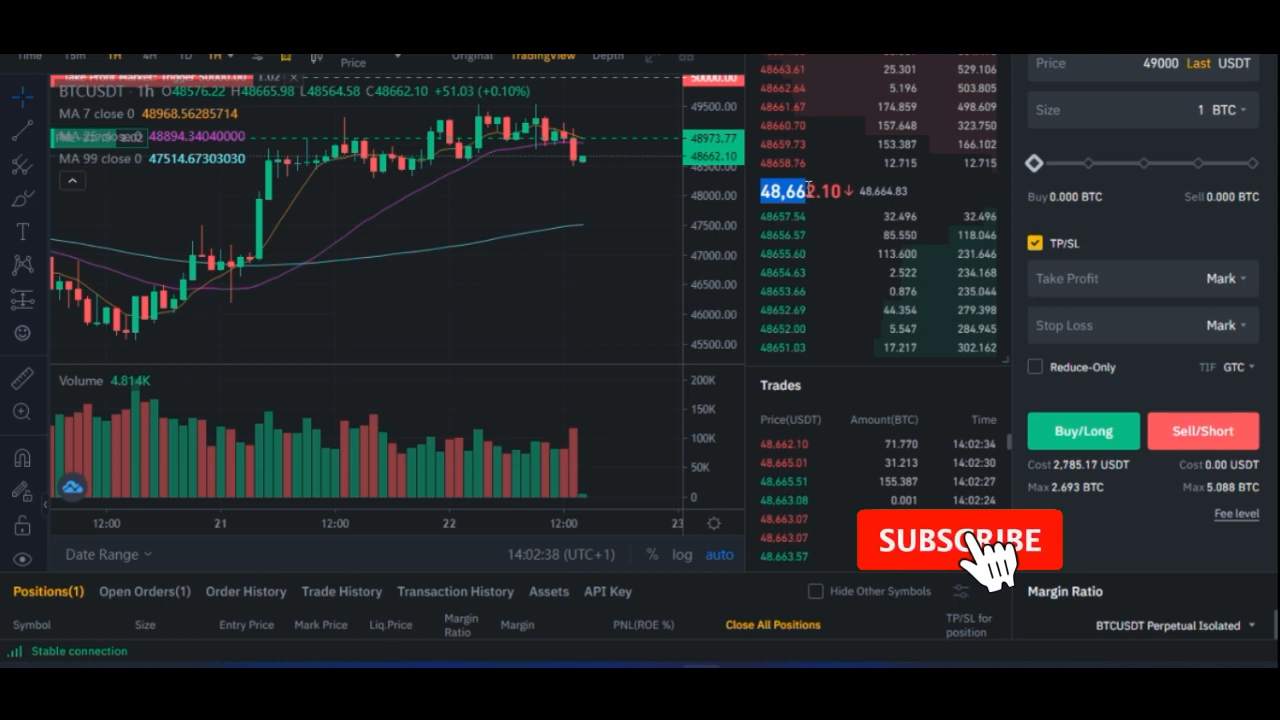 Time 15m 1H 4H 1D 1H Price Original TradingView Depth
Take Profit Market: Trigger 50000.00 1.02
50000.00
BTCUSDT · 1h O48576.22 H48665.98 L48564.58 C48662.10 +51.03 (+0.10%)
MA 7 close 0 48968.56285714
MA 25 close 0 48894.34040000
MA 99 close 0 47514.67303030
49500.00
48973.77
48662.10
48500.00
48000.00
47500.00
47000.00
46500.00
46000.00
45500.00
Volume 4.814K
200K
150K
100K
50K
0
12:00 21 12:00 22 12:00 23
Date Range 14:02:38 (UTC+1) % log auto
48663.61 25.301 529.106
48662.64 5.196 503.805
48661.67 174.859 498.609
48660.70 157.648 323.750
48659.73 153.387 166.102
48658.76 12.715 12.715
48,662.10 ↓ 48,664.83
48657.54 32.496 32.496
48656.57 85.550 118.046
48655.60 113.600 231.646
48654.63 2.522 234.168
48653.66 0.876 235.044
48652.69 44.354 279.398
48652.00 5.547 284.945
48651.03 17.217 302.162
Trades
Price(USDT) Amount(BTC) Time
48,662.10 71.770 14:02:34
48,665.01 31.213 14:02:30
48,665.51 155.387 14:02:27
48,663.08 0.001 14:02:24
48,663.07
48,663.07
48,663.57
SUBSCRIBE
Price 49000 Last USDT
Size 1 BTC
Buy 0.000 BTC Sell 0.00 BTC
TP/SL
Take Profit Mark
Stop Loss Mark
Reduce-Only TIF GTC
Buy/Long Sell/Short
Cost 2,785.17 USDT Cost 0.00 USDT
Max 2.693 BTC Max 5.088 BTC
Fee level
Positions(1) Open Orders(1) Order History Trade History Transaction History Assets API Key Hide Other Symbols
Margin Ratio
Symbol Size Entry Price Mark Price Liq.Price Margin Ratio Margin PNL(ROE %) Close All Positions TP/SL for position
BTCUSDT Perpetual Isolated
Stable connection